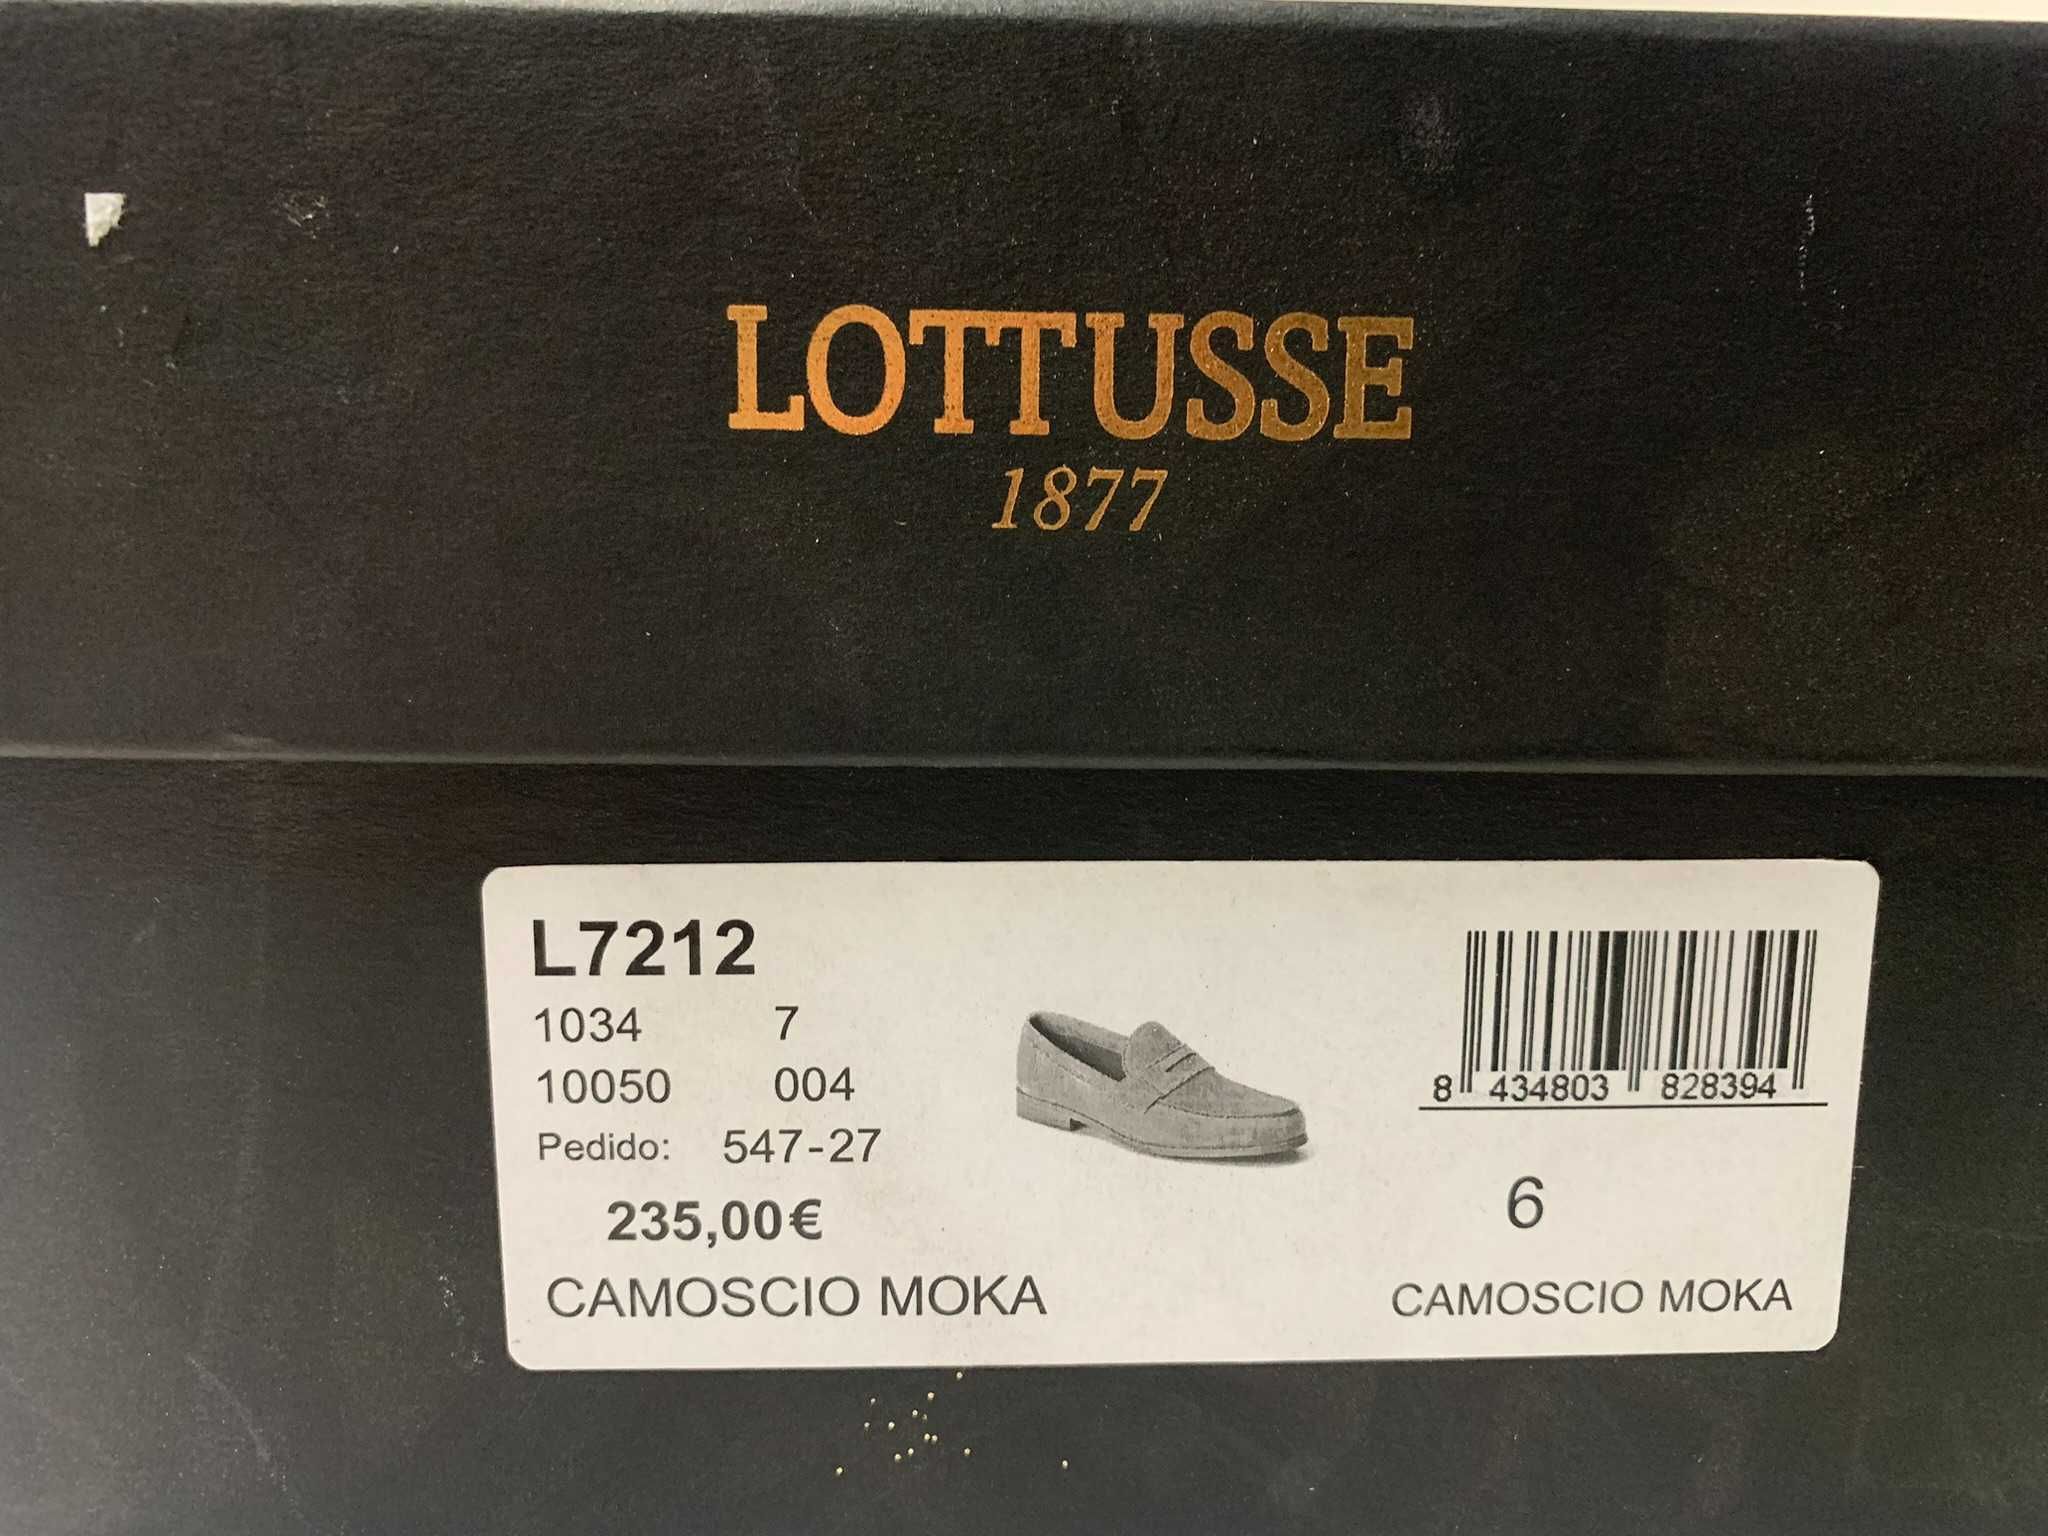 LOTTUSSE
1877
L7212
1034 7
10050 004
Pedido: 547-27
235,00€
CAMOSCIO MOKA
8 434803 828394
6
CAMOSCIO MOKA